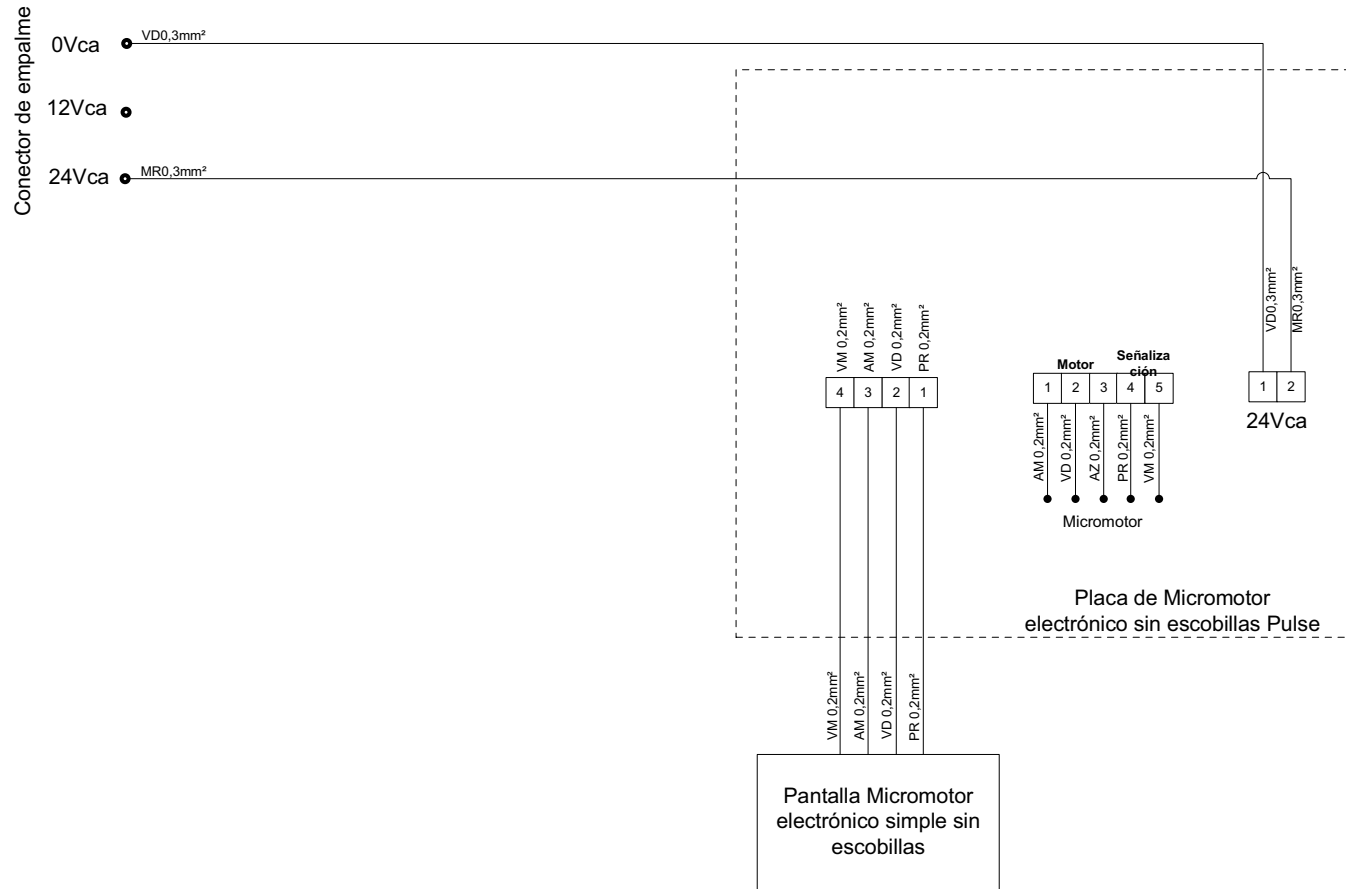 Conector de empalme
0Vca
VD0,3mm²
12Vca
24Vca
MR0,3mm²
VD0,3mm²
MR0,3mm²
VM 0,2mm²
AM 0,2mm²
VD 0,2mm²
PR 0,2mm²
4 3 2 1
Motor
Señaliza
ción
1 2 3 4 5
1 2
24Vca
AM 0,2mm²
VD 0,2mm²
AZ 0,2mm²
PR 0,2mm²
VM 0,2mm²
Micromotor
Placa de Micromotor
electrónico sin escobillas Pulse
VM 0,2mm²
AM 0,2mm²
VD 0,2mm²
PR 0,2mm²
Pantalla Micromotor
electrónico simple sin
escobillas